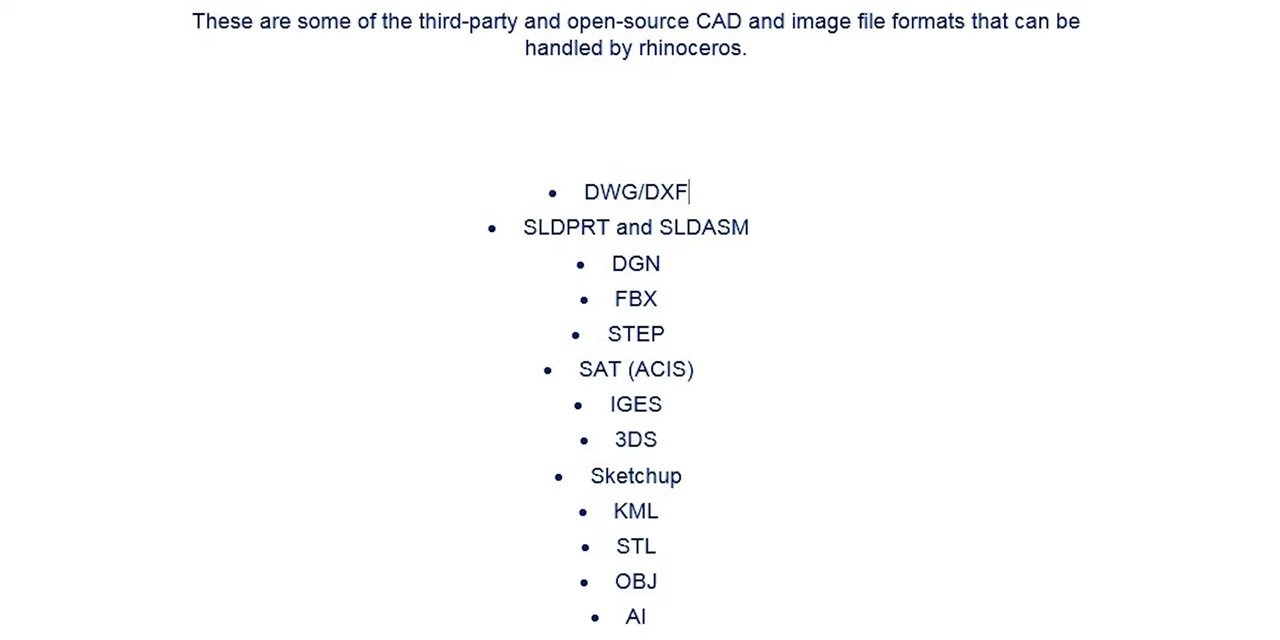 These are some of the third-party and open-source CAD and image file formats that can be
handled by rhinoceros.
• DWG/DXF
• SLDPRT and SLDASM
• DGN
• FBX
• STEP
• SAT (ACIS)
• IGES
• 3DS
• Sketchup
• KML
• STL
• OBJ
• AI